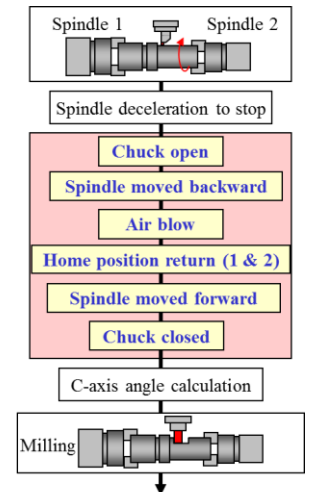 Spindle 1
Spindle 2
Spindle deceleration to stop
Chuck open
Spindle moved backward
Air blow
Home position return (1 & 2)
Spindle moved forward
Chuck closed
C-axis angle calculation
Milling